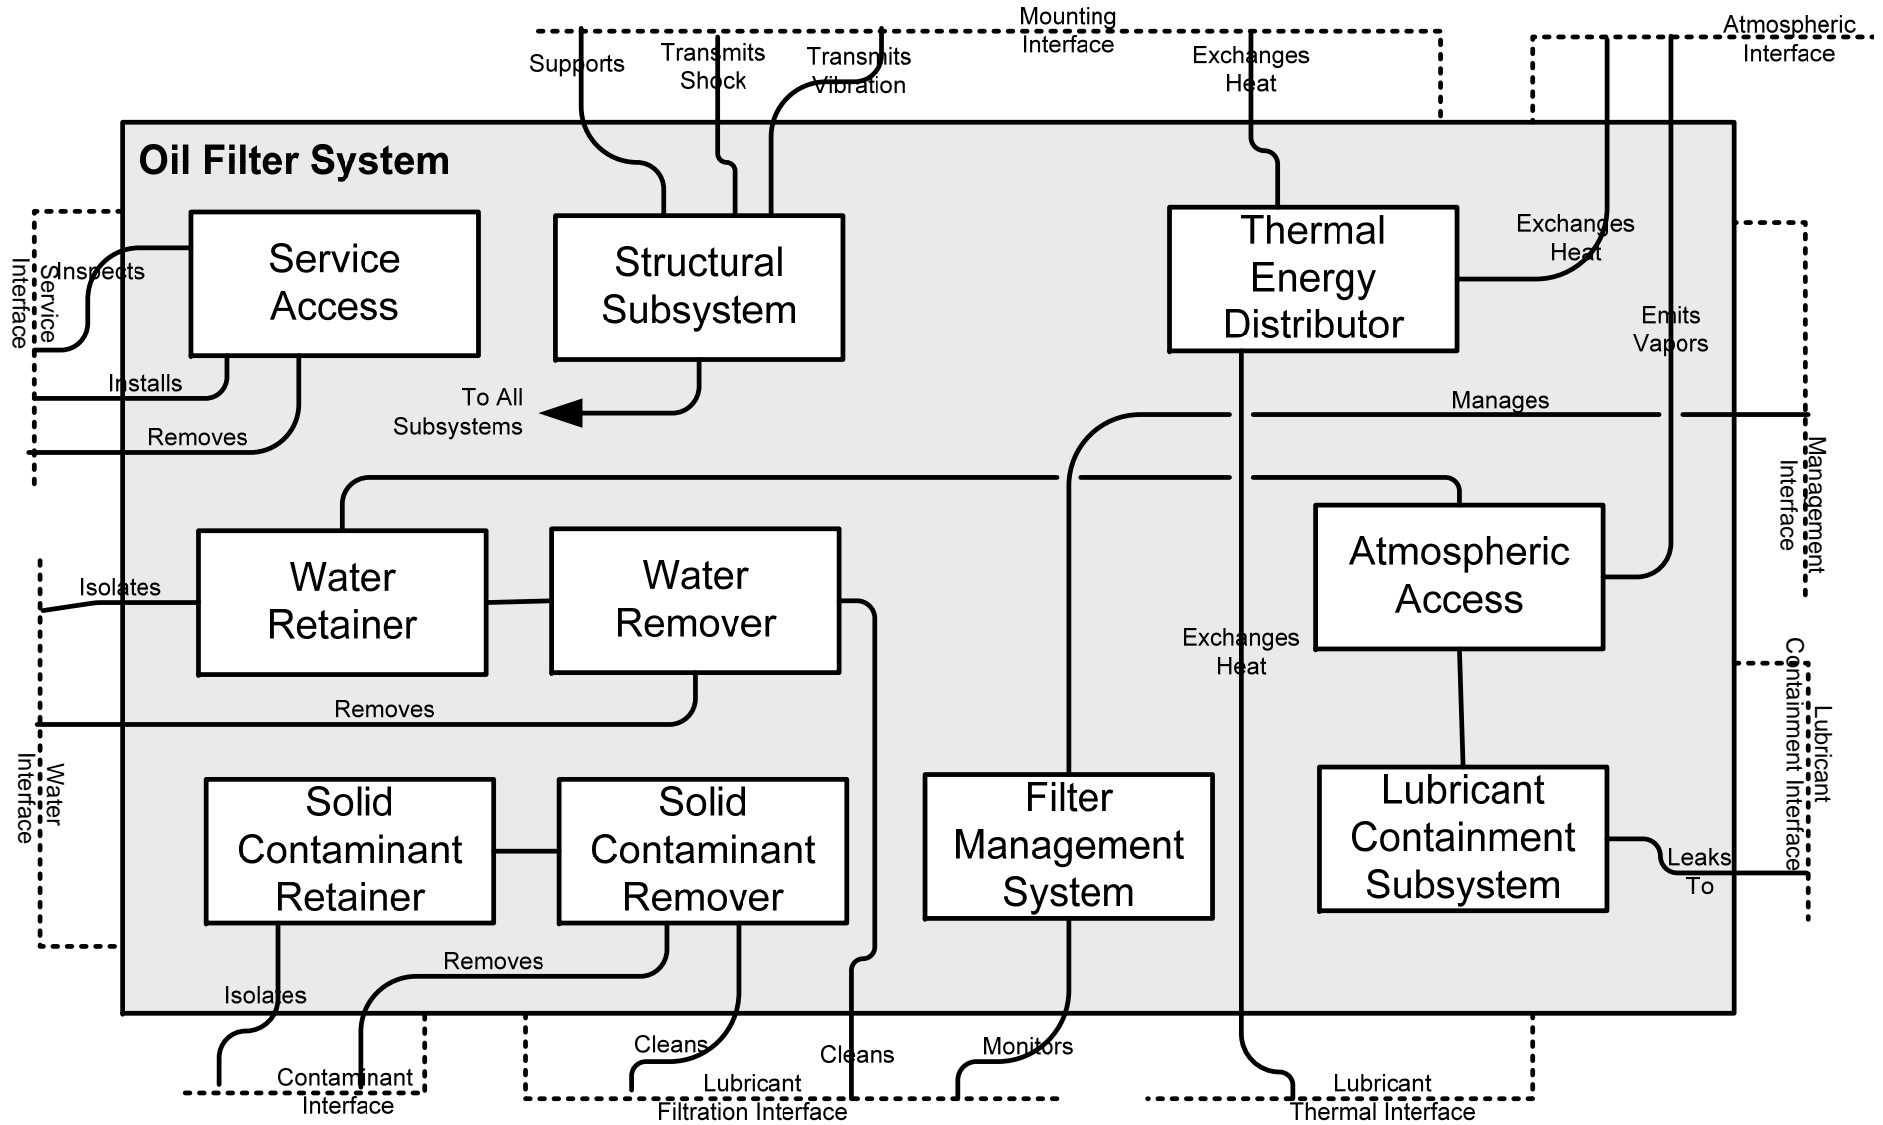 Mounting
Interface
Atmospheric
Interface
Supports
Transmits
Shock
Transmits
Vibration
Exchanges
Heat
Oil Filter System
Service
Interface
Inspects
Installs
Removes
Service
Access
Structural
Subsystem
To All
Subsystems
Thermal
Energy
Distributor
Exchanges
Heat
Emits
Vapors
Manages
Management
Interface
Isolates
Water
Retainer
Water
Remover
Removes
Exchanges
Heat
Atmospheric
Access
Lubricant
Containment Interface
Water
Interface
Solid
Contaminant
Retainer
Solid
Contaminant
Remover
Filter
Management
System
Lubricant
Containment
Subsystem
Leaks
To
Removes
Isolates
Cleans
Cleans
Monitors
Contaminant
Interface
Lubricant
Filtration Interface
Lubricant
Thermal Interface